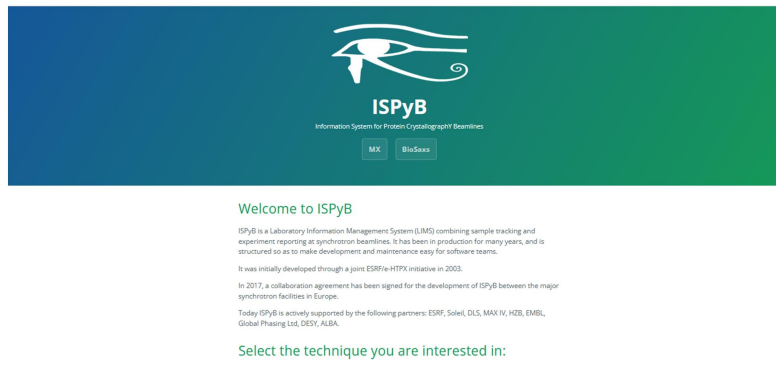 ISPyB
Information System for Protein CrystallographY Beamlines
MX
BioSaxs
Welcome to ISPyB
ISPyB is a Laboratory Information Management System (LIMS) combining sample tracking and
experiment reporting at synchrotron beamlines. It has been in production for many years, and is
structured so as to make development and maintenance easy for software teams.
It was initially developed through a joint ESRF/e-HTPX initiative in 2003.
In 2017, a collaboration agreement has been signed for the development of ISPyB between the major
synchrotron facilities in Europe.
Today ISPyB is actively supported by the following partners: ESRF, Soleil, DLS, MAX IV, HZB, EMBL,
Global Phasing Ltd, DESY, ALBA.
Select the technique you are interested in: